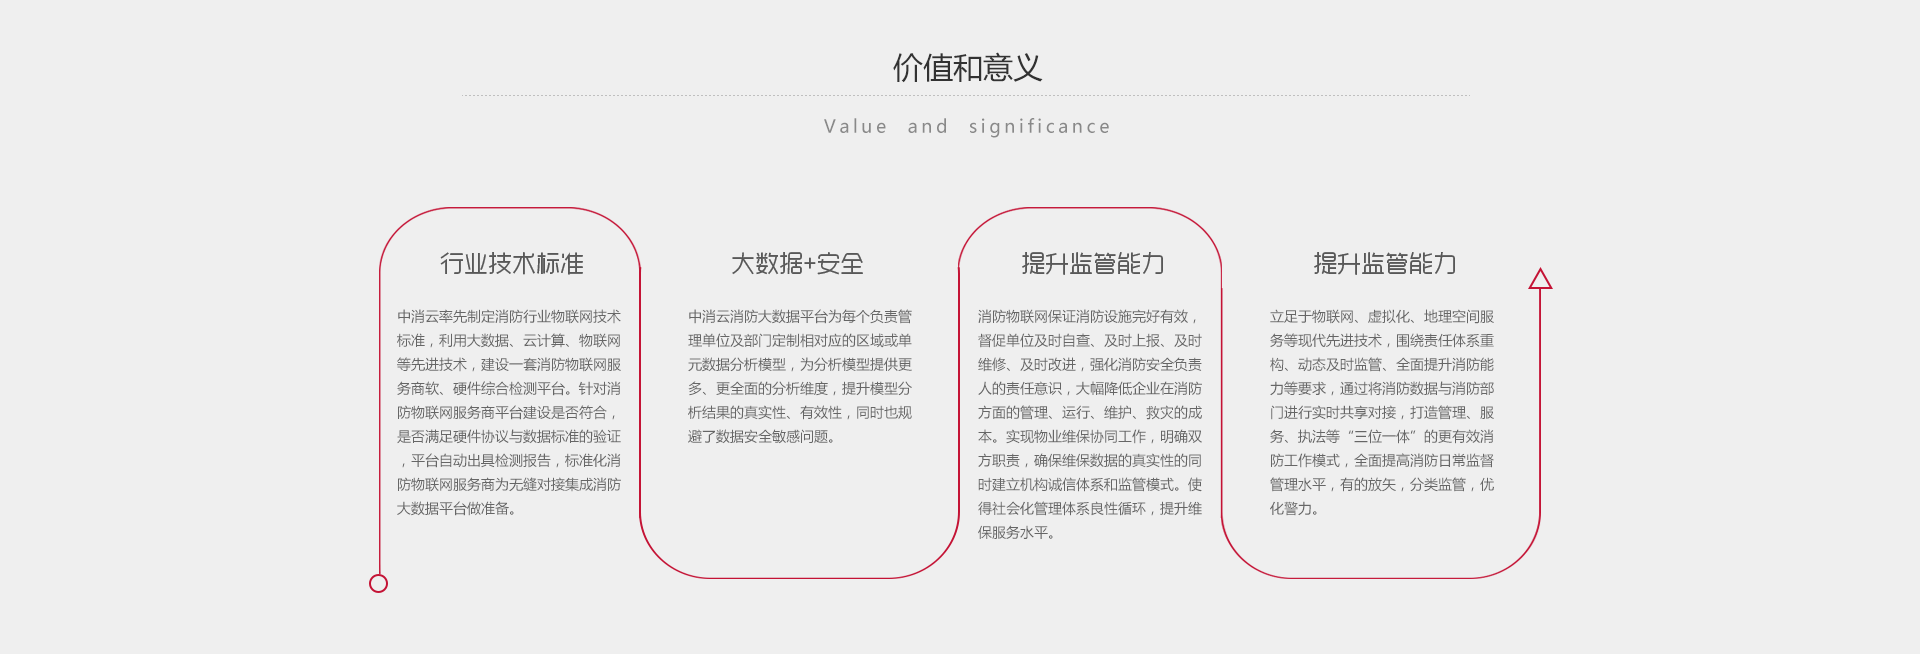 价值和意义
Value and significance
行业技术标准
中消云率先制定消防行业物联网技术
标准，利用大数据、云计算、物联网
等先进技术，建设一套消防物联网服
务商软、硬件综合检测平台。针对消
防物联网服务商平台建设是否符合，
是否满足硬件协议与数据标准的验证
，平台自动出具检测报告，标准化消
防物联网服务商为无缝对接集成消防
大数据平台做准备。
大数据+安全
中消云消防大数据平台为每个负责管
理单位及部门定制相对应的区域或单
元数据分析模型，为分析模型提供更
多、更全面的分析维度，提升模型分
析结果的真实性、有效性，同时也规
避了数据安全敏感问题。
提升监管能力
消防物联网保证消防设施完好有效，
督促单位及时自查、及时上报、及时
维修、及时改进，强化消防安全负责
人的责任意识，大幅降低企业在消防
方面的管理、运行、维护、救灾的成
本。实现物业维保协同工作，明确双
方职责，确保维保数据的真实性的同
时建立机构诚信体系和监管模式。使
得社会化管理体系良性循环，提升维
保服务水平。
提升监管能力
立足于物联网、虚拟化、地理空间服
务等现代先进技术，围绕责任体系重
构、动态及时监管、全面提升消防能
力等要求，通过将消防数据与消防部
门进行实时共享对接，打造管理、服
务、执法等“三位一体”的更有效消
防工作模式，全面提高消防日常监督
管理水平，有的放矢，分类监管，优
化警力。